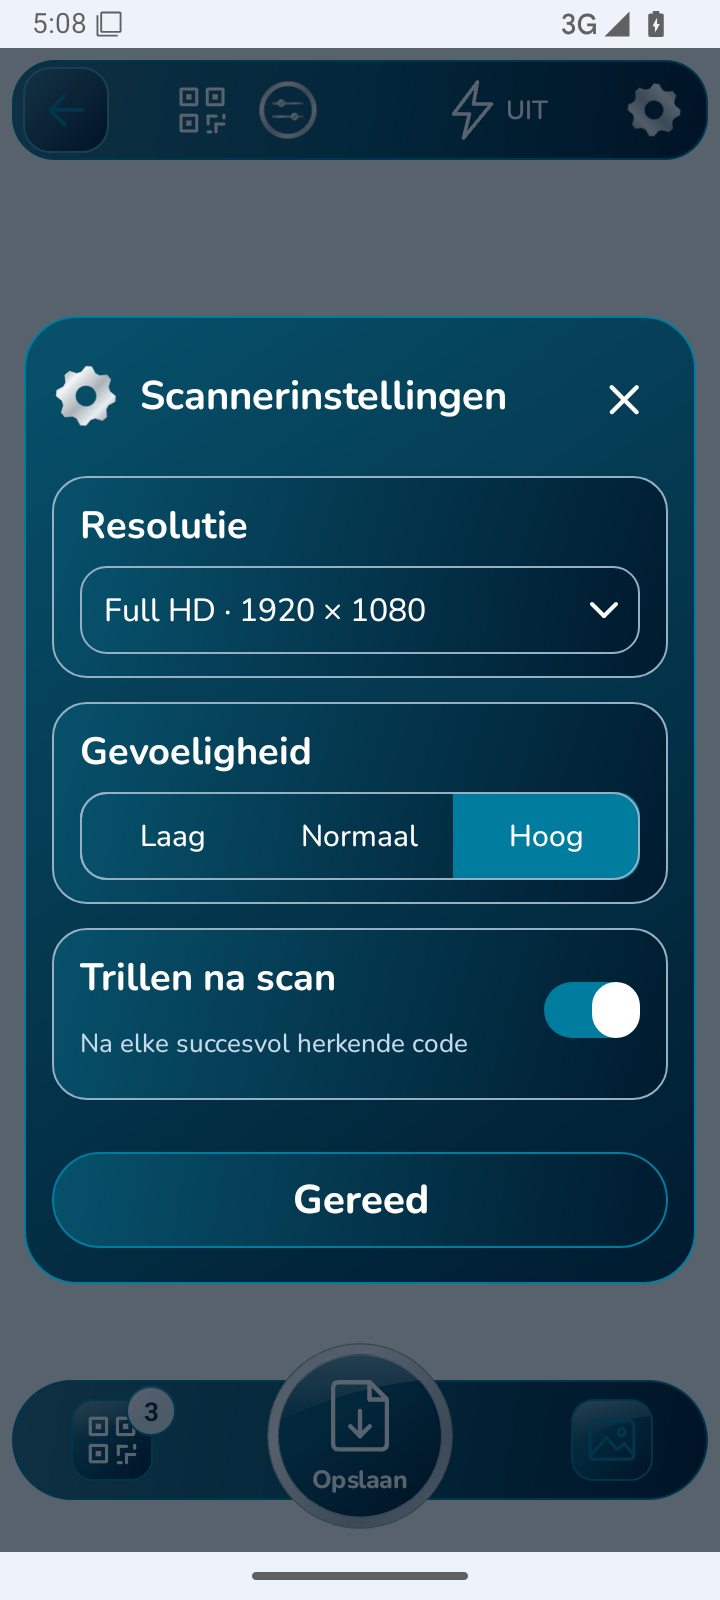 5:08
3G
UIT
Scannerinstellingen
Resolutie
Full HD · 1920 × 1080
Gevoeligheid
Laag Normaal Hoog
Trillen na scan
Na elke succesvol herkende code
Gereed
3
Opslaan